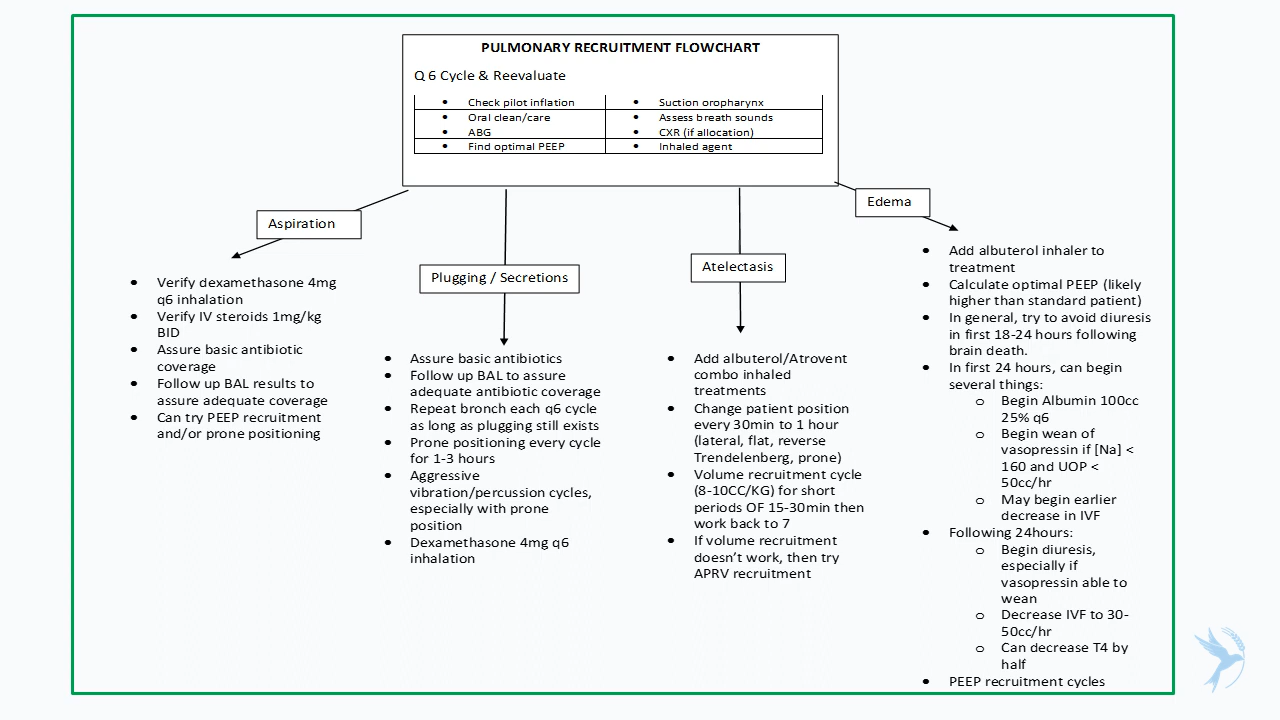 PULMONARY RECRUITMENT FLOWCHART
Q 6 Cycle & Reevaluate
• Check pilot inflation
• Suction oropharynx
• Oral clean/care
• Assess breath sounds
• ABG
• CXR (if allocation)
• Find optimal PEEP
• Inhaled agent
Aspiration
• Verify dexamethasone 4mg
q6 inhalation
• Verify IV steroids 1mg/kg
BID
• Assure basic antibiotic
coverage
• Follow up BAL results to
assure adequate coverage
• Can try PEEP recruitment
and/or prone positioning
Plugging / Secretions
• Assure basic antibiotics
• Follow up BAL to assure
adequate antibiotic coverage
• Repeat bronch each q6 cycle
as long as plugging still exists
• Prone positioning every cycle
for 1-3 hours
• Aggressive
vibration/percussion cycles,
especially with prone
position
• Dexamethasone 4mg q6
inhalation
Atelectasis
• Add albuterol/Atrovent
combo inhaled
treatments
• Change patient position
every 30min to 1 hour
(lateral, flat, reverse
Trendelenberg, prone)
• Volume recruitment cycle
(8-10CC/KG) for short
periods OF 15-30min then
work back to 7
• If volume recruitment
doesn’t work, then try
APRV recruitment
Edema
• Add albuterol inhaler to
treatment
• Calculate optimal PEEP (likely
higher than standard patient)
• In general, try to avoid diuresis
in first 18-24 hours following
brain death.
• In first 24 hours, can begin
several things:
o Begin Albumin 100cc
25% q6
o Begin wean of
vasopressin if [Na] <
160 and UOP <
50cc/hr
o May begin earlier
decrease in IVF
• Following 24hours:
o Begin diuresis,
especially if
vasopressin able to
wean
o Decrease IVF to 30-
50cc/hr
o Can decrease T4 by
half
• PEEP recruitment cycles